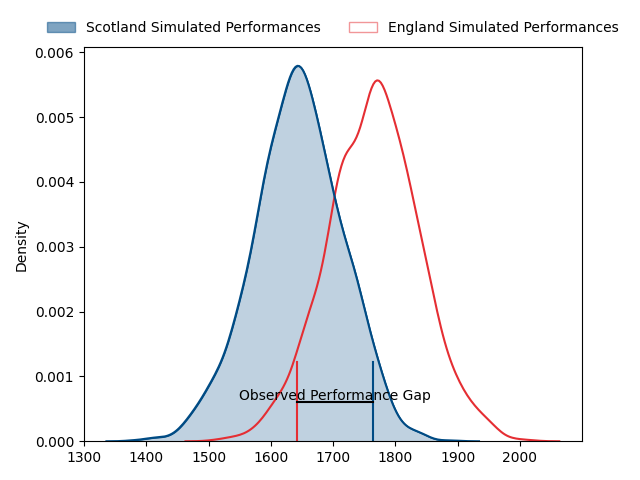 Scotland Simulated Performances England Simulated Performances
0.006
0.005
0.004
0.003
0.002
0.001
0.000
Density
Observed Performance Gap
1300 1400 1500 1600 1700 1800 1900 2000